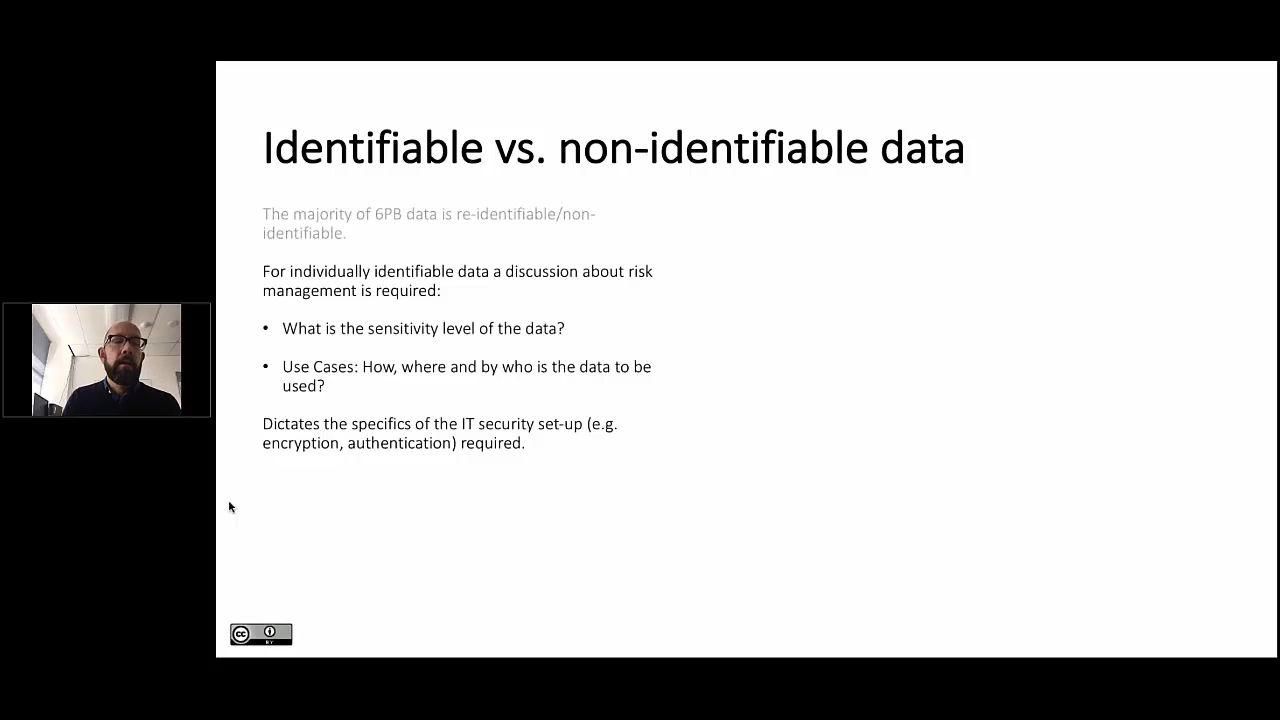 Identifiable vs. non-identifiable data
The majority of 6PB data is re-identifiable/non-
identifiable.
For individually identifiable data a discussion about risk
management is required:
• What is the sensitivity level of the data?
• Use Cases: How, where and by who is the data to be
used?
Dictates the specifics of the IT security set-up (e.g.
encryption, authentication) required.
cc
BY